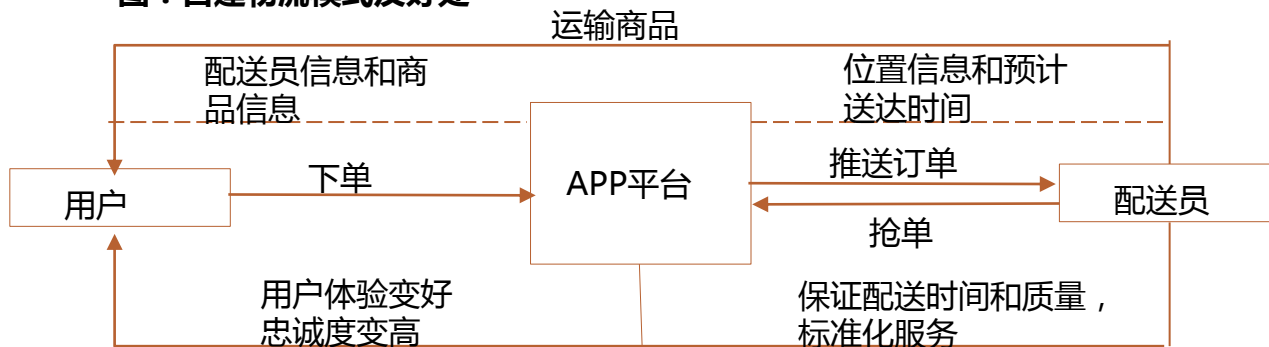 运输商品
配送员信息和商
品信息
位置信息和预计
送达时间
用户
下单
APP平台
推送订单
抢单
配送员
用户体验变好
忠诚度变高
保证配送时间和质量，
标准化服务